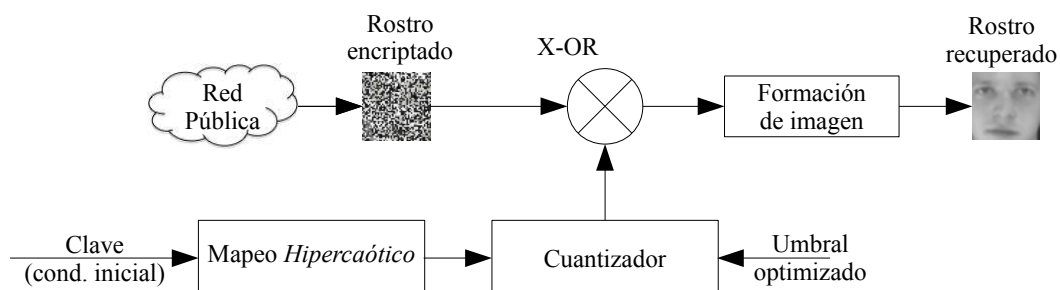 Rostro
encriptado
X-OR
Rostro
recuperado
Red
Pública
Formación
de imagen
Clave
(cond. inicial)
Mapeo Hipercaótico
Cuantizador
Umbral
optimizado